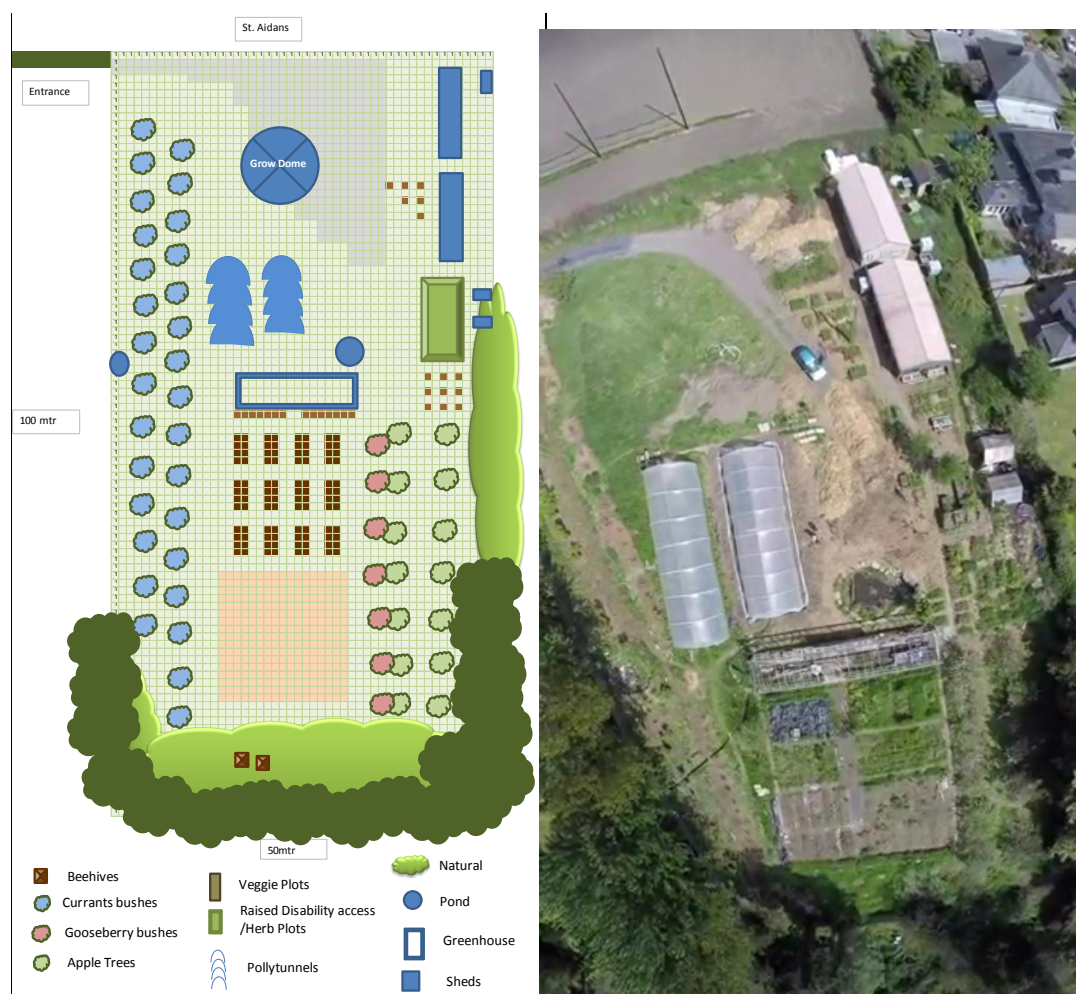 St. Aidans
Entrance
Grow Dome
100 mtr
50mtr
Beehives
Currants bushes
Gooseberry bushes
Apple Trees
Veggie Plots
Raised Disability access
/Herb Plots
Pollytunnels
Natural
Pond
Greenhouse
Sheds